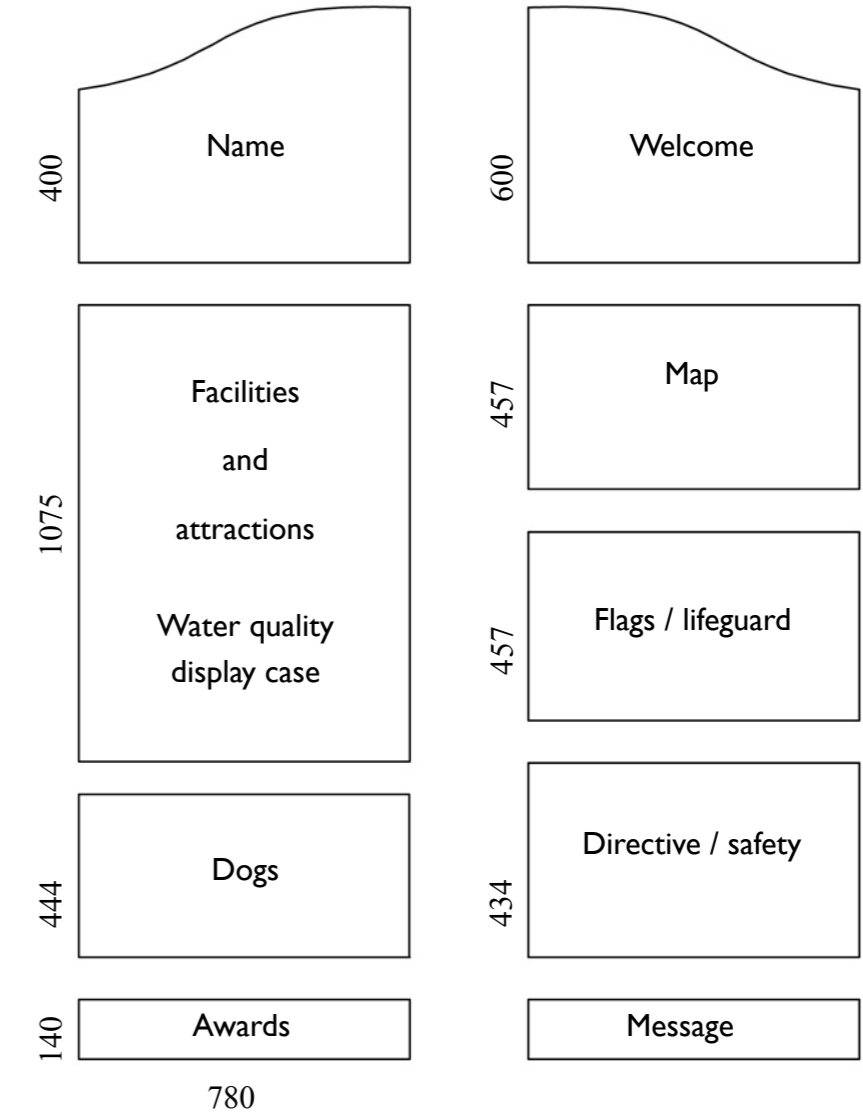 Name
400
Facilities
and
attractions
Water quality
display case
1075
Dogs
444
Awards
140
780
Welcome
600
Map
457
Flags / lifeguard
457
Directive / safety
434
Message